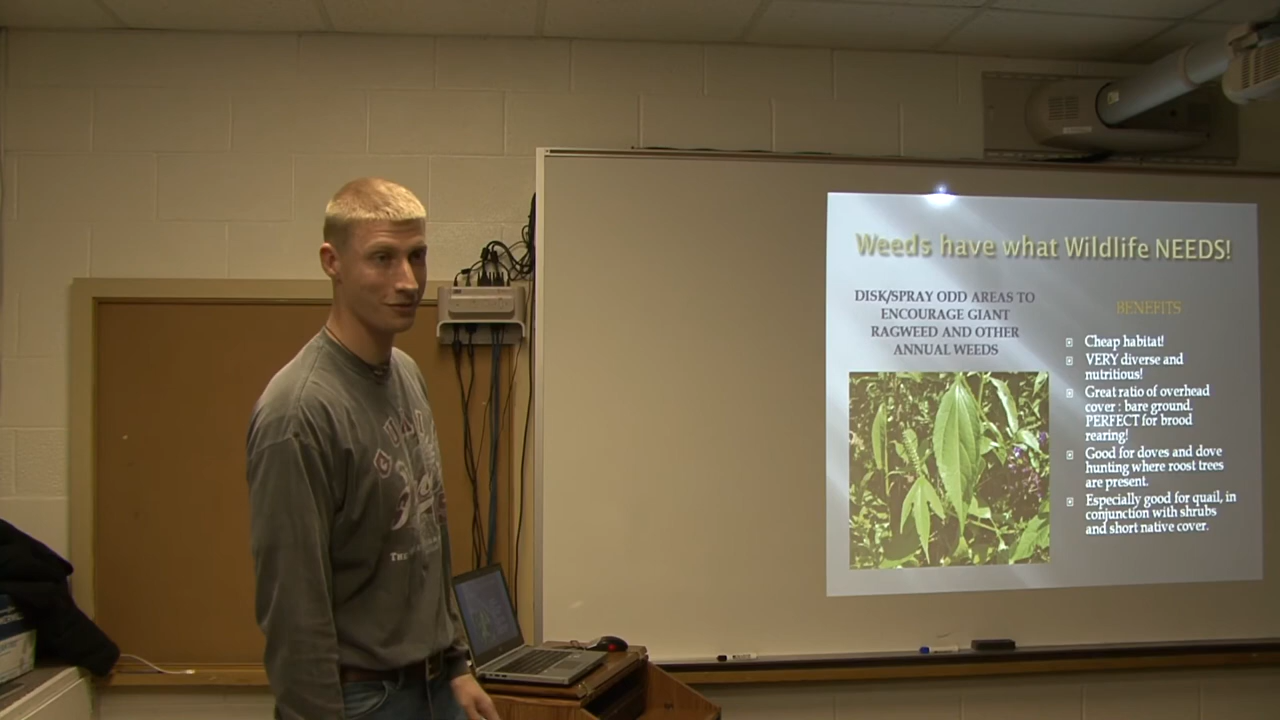 Weeds have what Wildlife NEEDS!
DISK/SPRAY ODD AREAS TO
ENCOURAGE GIANT
RAGWEED AND OTHER
ANNUAL WEEDS
BENEFITS
Cheap habitat!
VERY diverse and
nutritious!
Great ratio of overhead
cover : bare ground.
PERFECT for brood
rearing!
Good for doves and dove
hunting where roost trees
are present.
Especially good for quail, in
conjunction with shrubs
and short native cover.